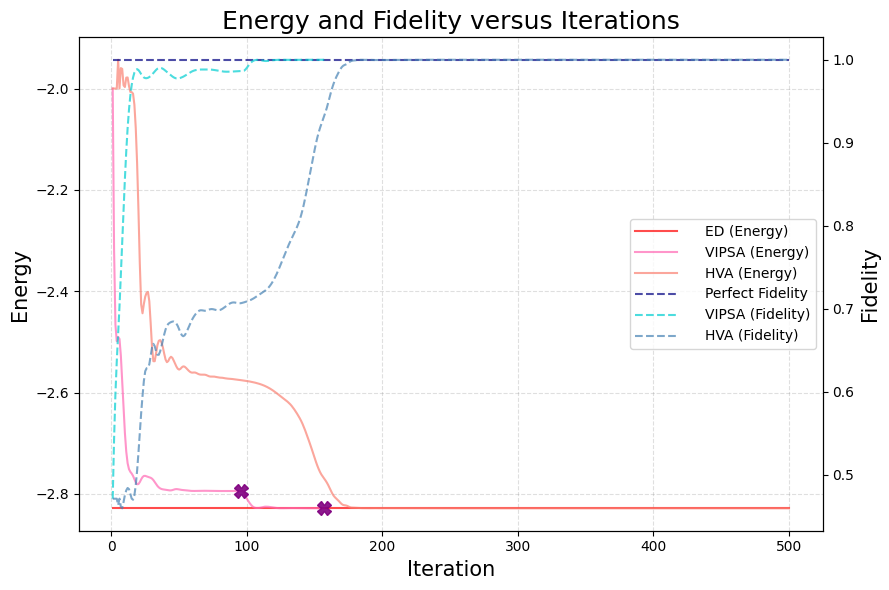 Energy and Fidelity versus Iterations
Energy
−2.0
−2.2
−2.4
−2.6
−2.8
1.0
0.9
0.8
0.7
0.6
0.5
Fidelity
ED (Energy)
VIPSA (Energy)
HVA (Energy)
Perfect Fidelity
VIPSA (Fidelity)
HVA (Fidelity)
0 100 200 300 400 500
Iteration